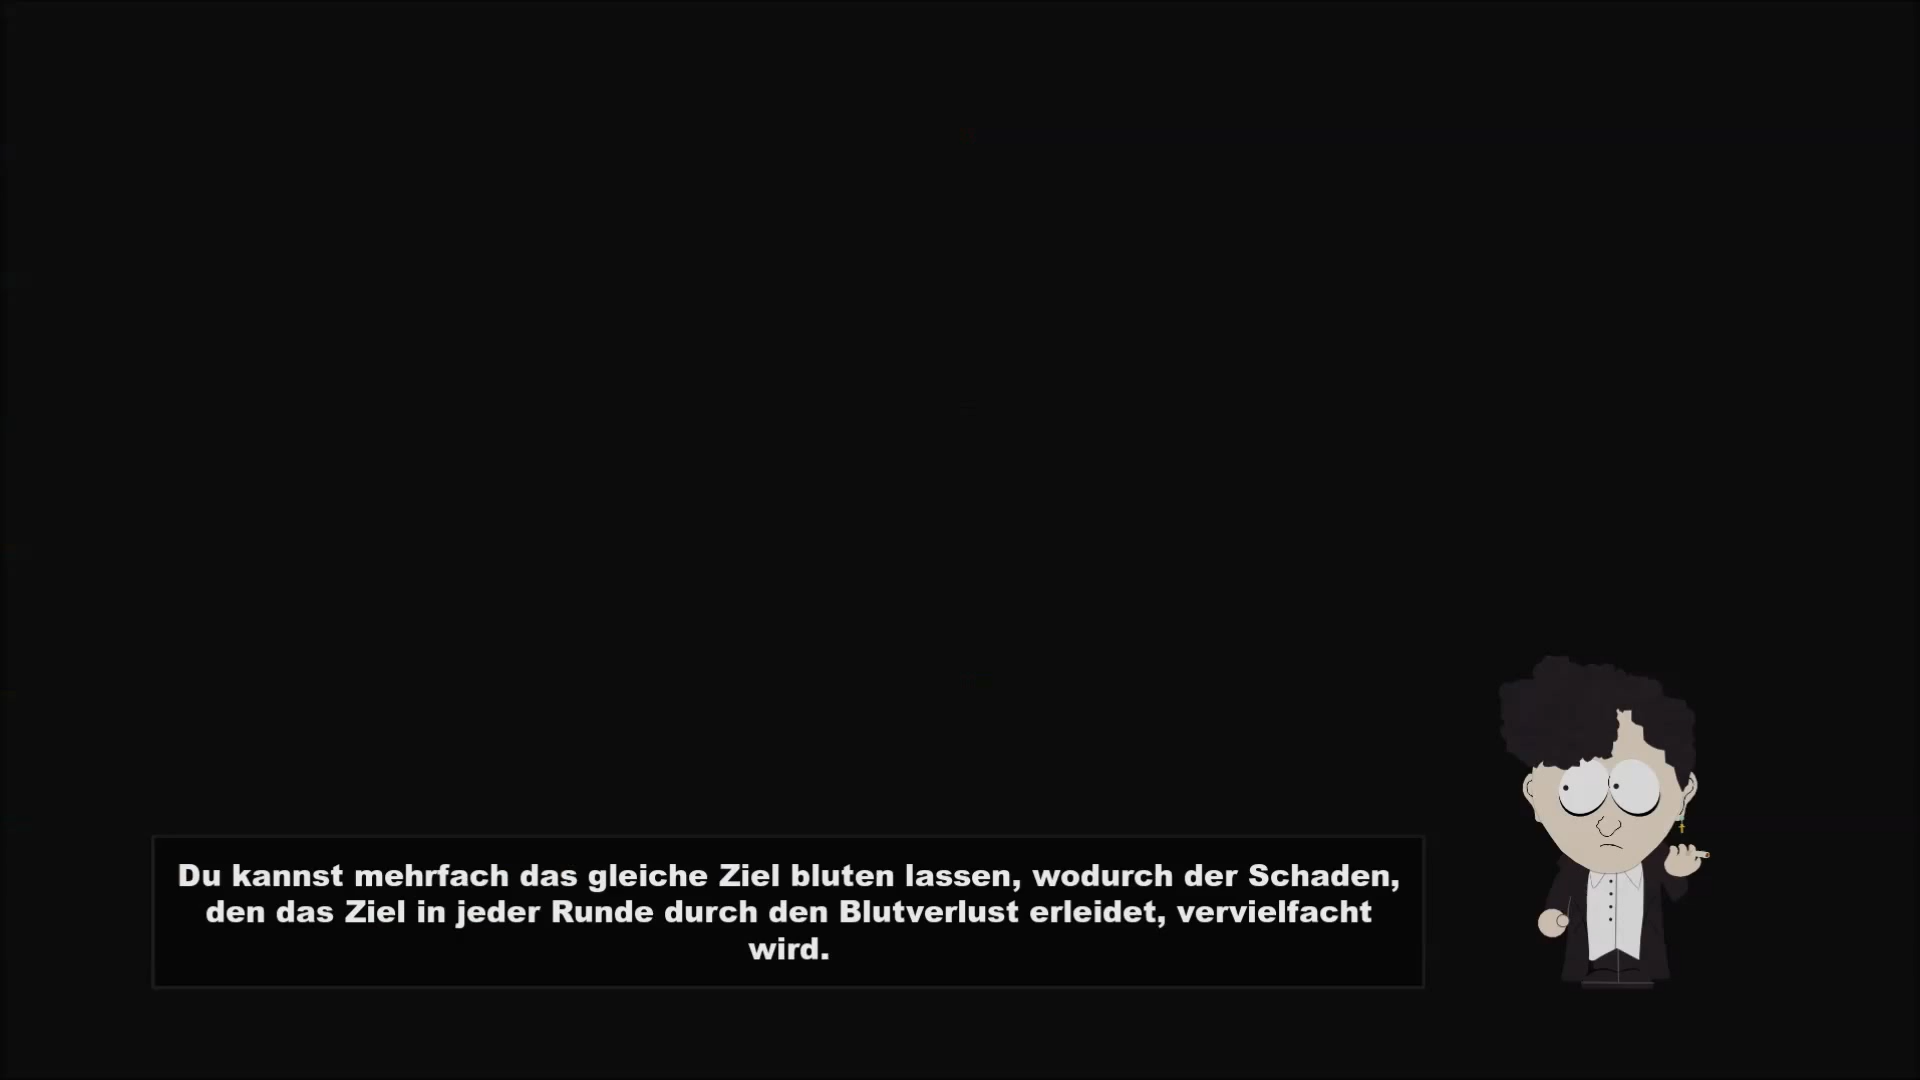 Du kannst mehrfach das gleiche Ziel bluten lassen, wodurch der Schaden,
den das Ziel in jeder Runde durch den Blutverlust erleidet, vervielfacht
wird.